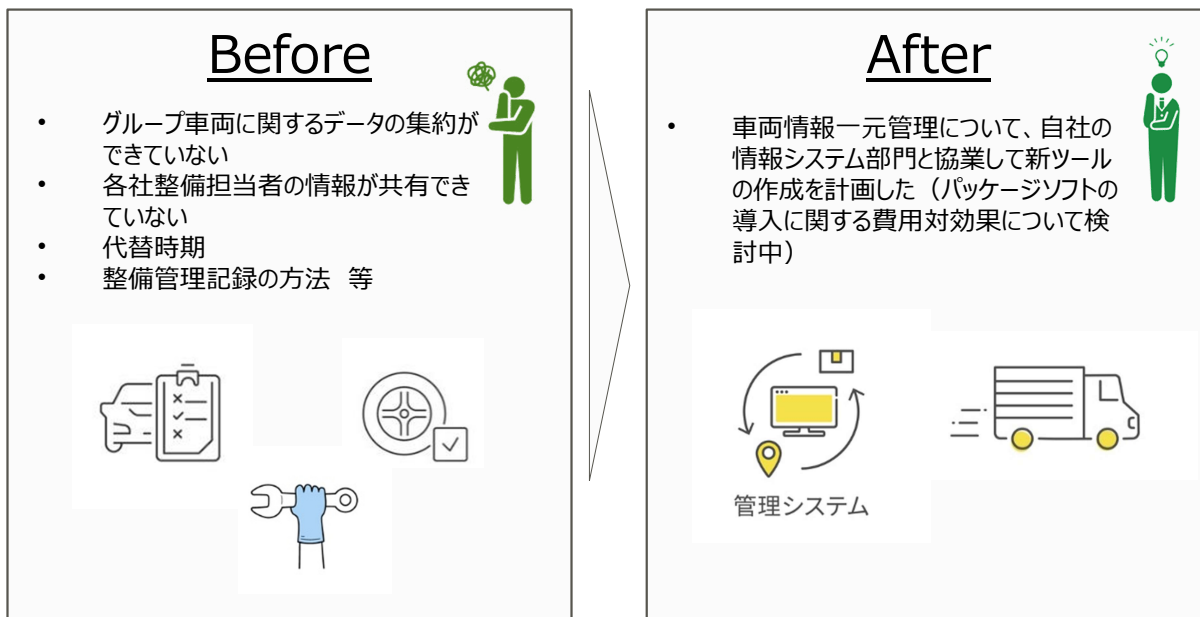 Before
• グループ車両に関するデータの集約が
できていない
• 各社整備担当者の情報が共有でき
ていない
• 代替時期
• 整備管理記録の方法　等
After
• 車両情報一元管理について、自社の
情報システム部門と協業して新ツール
の作成を計画した（パッケージソフトの
導入に関する費用対効果について検
討中）
管理システム